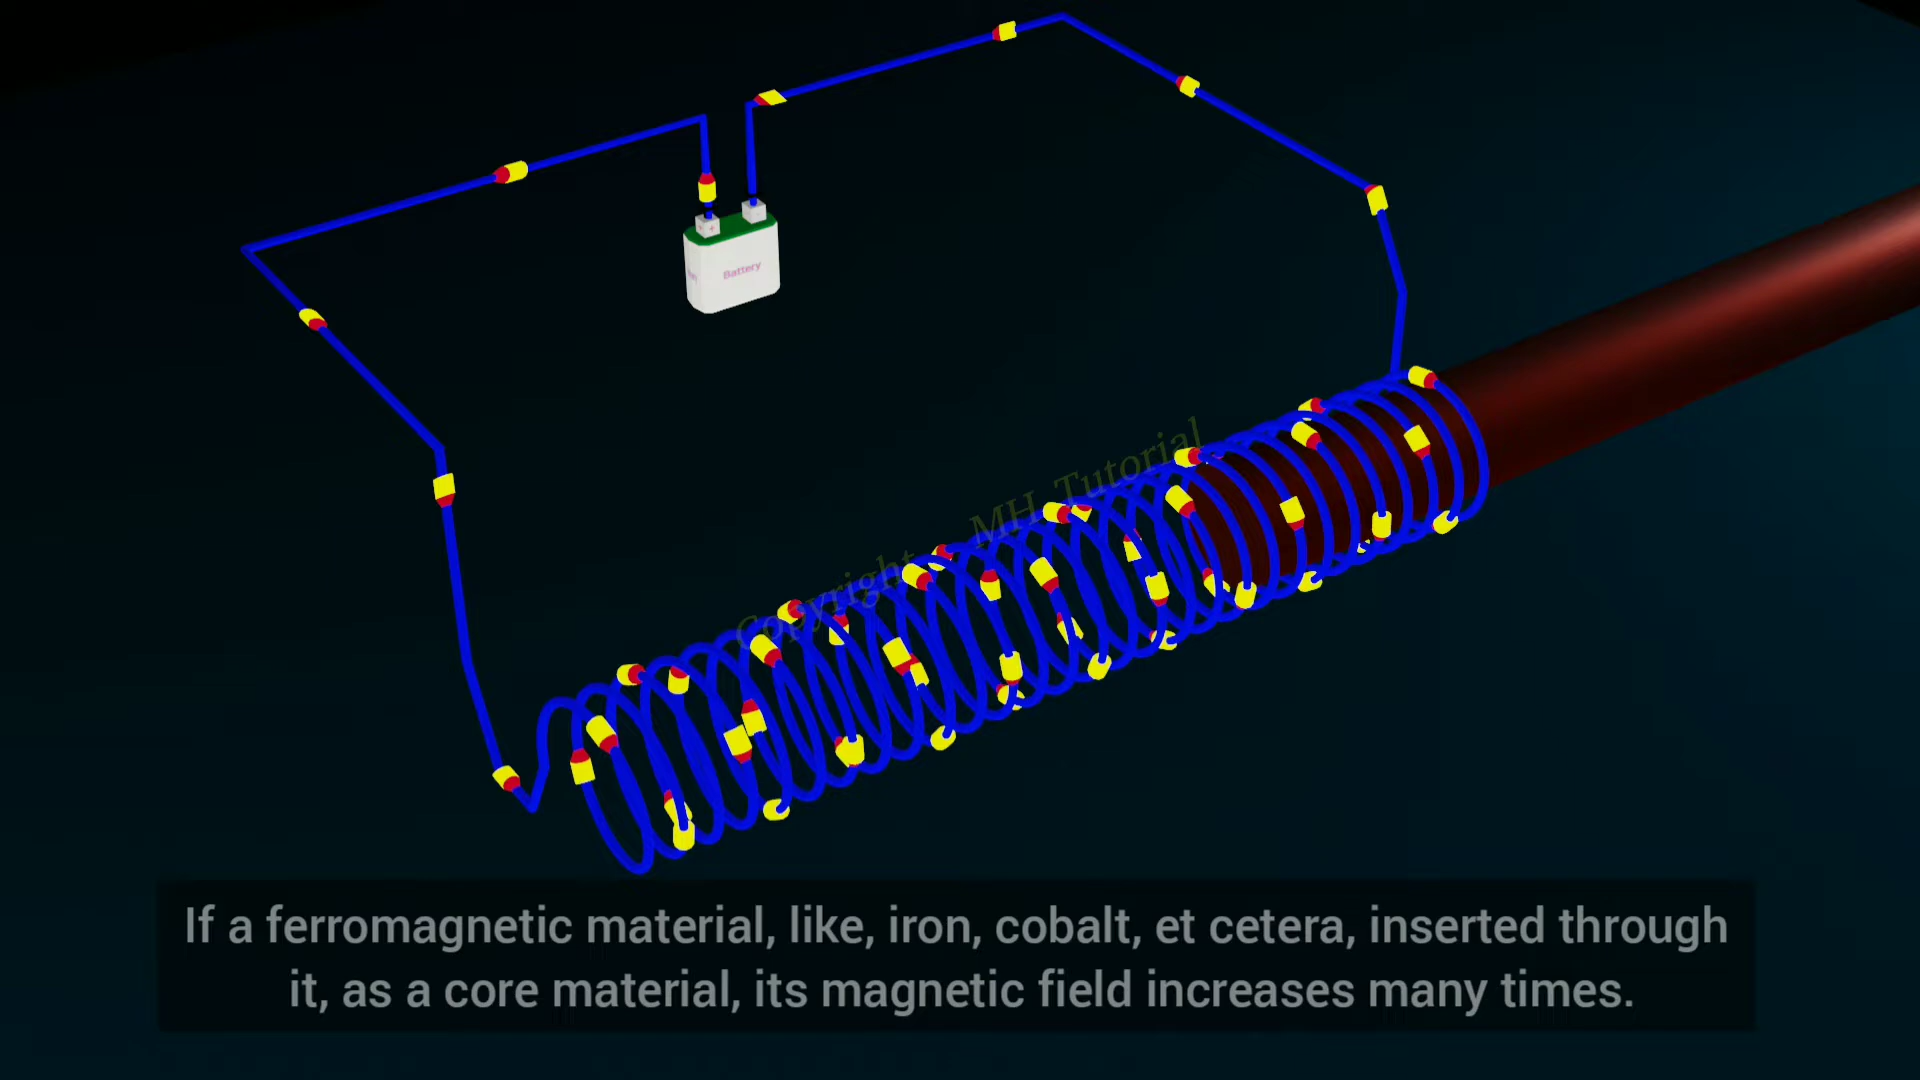 Battery
Copyright MH Tutorial
If a ferromagnetic material, like, iron, cobalt, et cetera, inserted through
it, as a core material, its magnetic field increases many times.